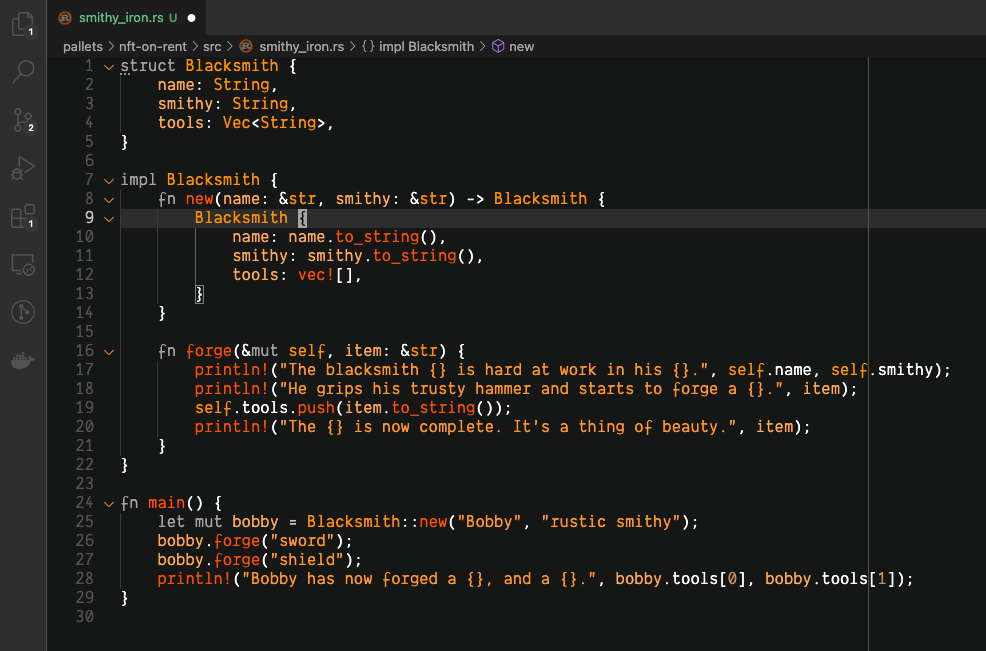 smithy_iron.rs U
pallets > nft-on-rent > src > smithy_iron.rs > {} impl Blacksmith > new
1 struct Blacksmith {
2     name: String,
3     smithy: String,
4     tools: Vec<String>,
5 }
6
7 impl Blacksmith {
8     fn new(name: &str, smithy: &str) -> Blacksmith {
9         Blacksmith {
10             name: name.to_string(),
11             smithy: smithy.to_string(),
12             tools: vec![],
13         }
14     }
15
16     fn forge(&mut self, item: &str) {
17         println!("The blacksmith {} is hard at work in his {}.", self.name, self.smithy);
18         println!("He grips his trusty hammer and starts to forge a {}.", item);
19         self.tools.push(item.to_string());
20         println!("The {} is now complete. It's a thing of beauty.", item);
21     }
22 }
23
24 fn main() {
25     let mut bobby = Blacksmith::new("Bobby", "rustic smithy");
26     bobby.forge("sword");
27     bobby.forge("shield");
28     println!("Bobby has now forged a {}, and a {}.", bobby.tools[0], bobby.tools[1]);
29 }
30
1
2
1